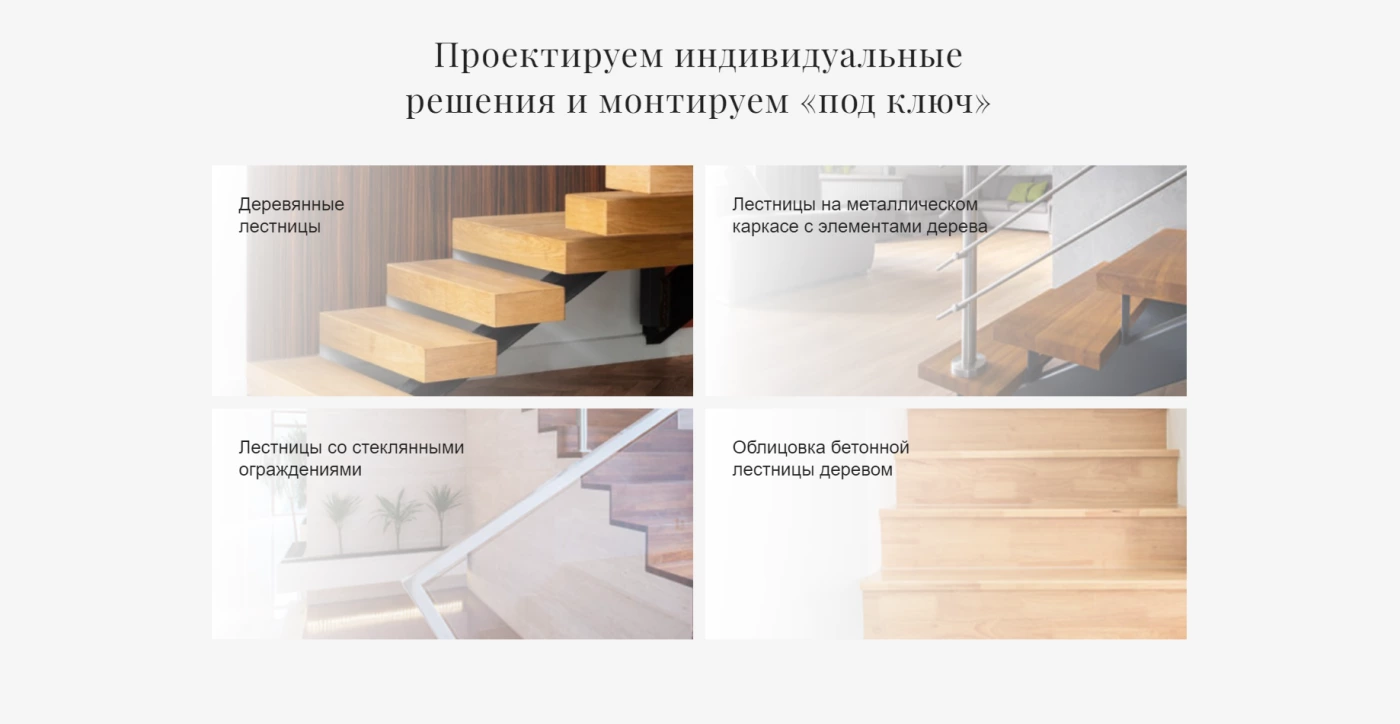 Проектируем индивидуальные
решения и монтируем «под ключ»
Деревянные
лестницы
Лестницы на металлическом
каркасе с элементами дерева
Лестницы со стеклянными
ограждениями
Облицовка бетонной
лестницы деревом